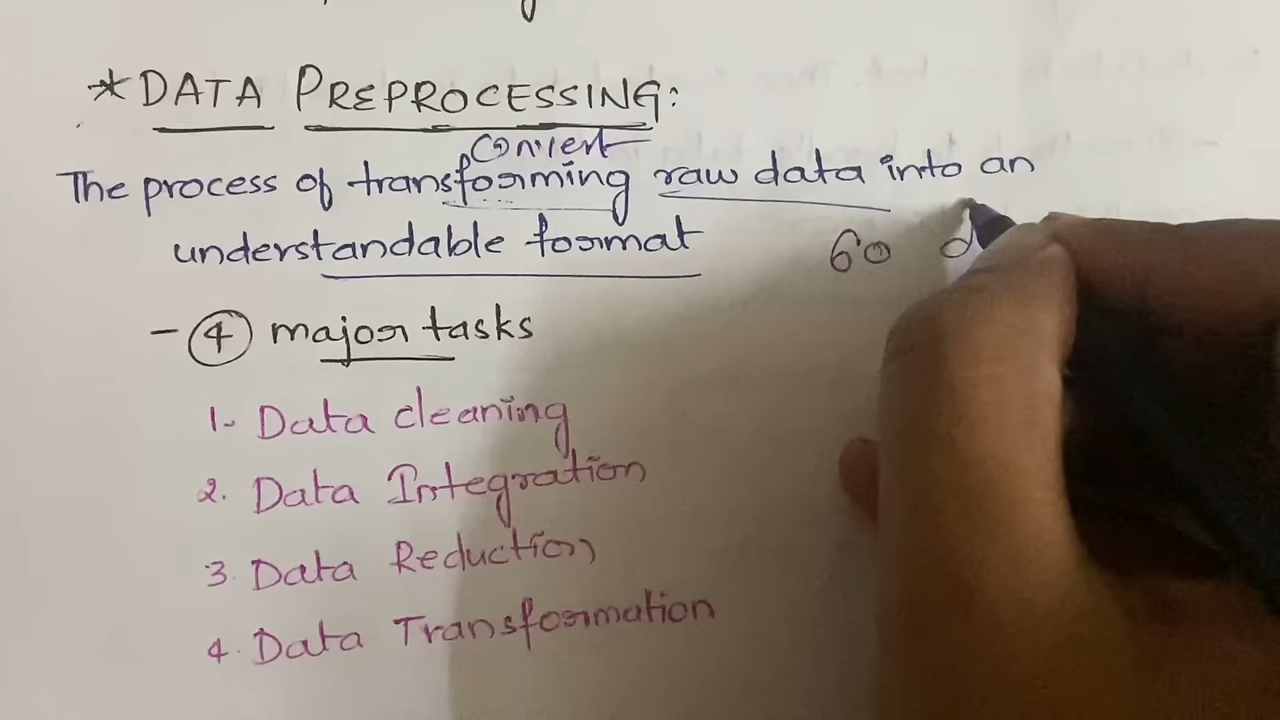 * DATA PREPROCESSING:
Convert
The process of transforming raw data into an
understandable format
60 d
- 4 major tasks
1. Data cleaning
2. Data Integration
3. Data Reduction
4. Data Transformation